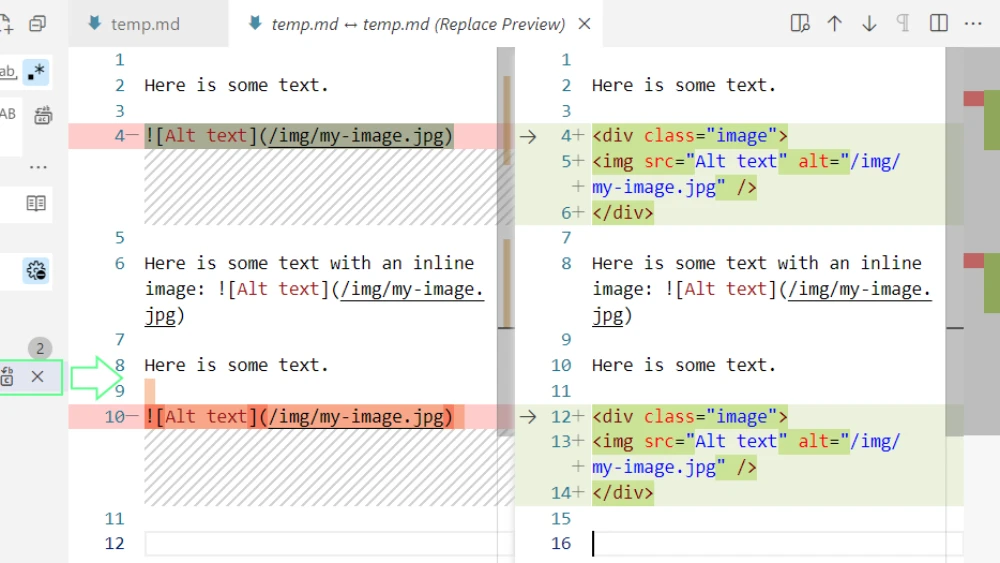 temp.md
temp.md ↔ temp.md (Replace Preview)
ab,
AB
2
1
2 Here is some text.
3
4 ![Alt text](/img/my-image.jpg)
5
6 Here is some text with an inline
image: ![Alt text](/img/my-image.
jpg)
7
8 Here is some text.
9
10 ![Alt text](/img/my-image.jpg)
11
12
1
2 Here is some text.
3
4+ <div class="image">
5+ <img src="Alt text" alt="/img/
+ my-image.jpg" />
6+ </div>
7
8 Here is some text with an inline
image: ![Alt text](/img/my-image.
jpg)
9
10 Here is some text.
11
12+ <div class="image">
13+ <img src="Alt text" alt="/img/
+ my-image.jpg" />
14+ </div>
15
16